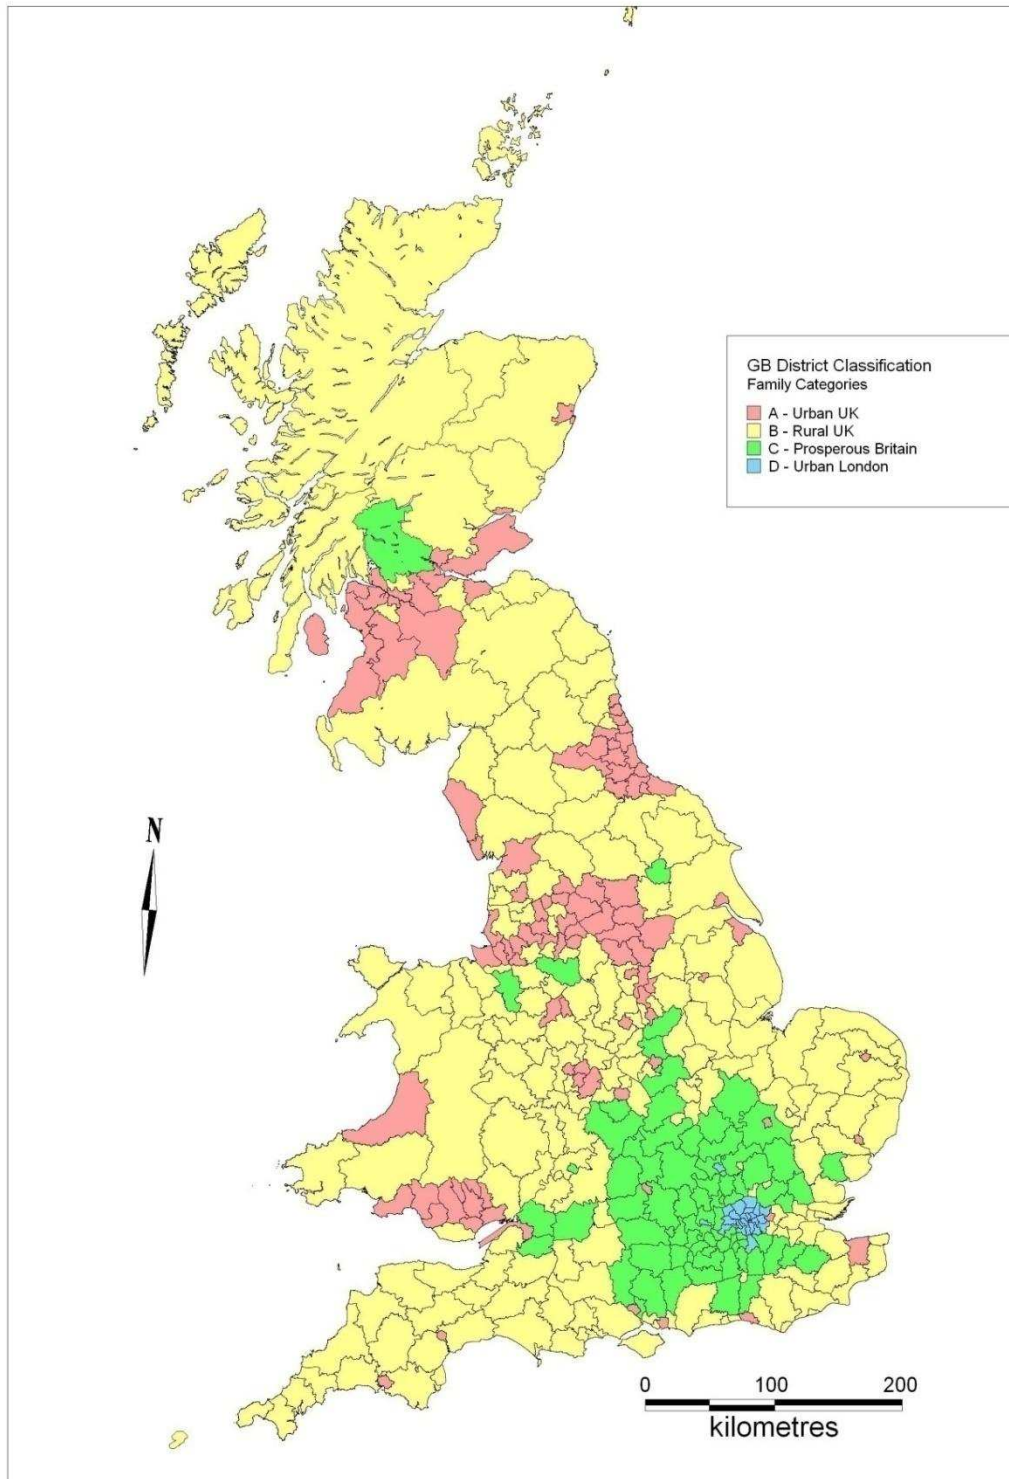 GB District Classification
Family Categories
A - Urban UK
B - Rural UK
C - Prosperous Britain
D - Urban London
N
0 100 200
kilometres